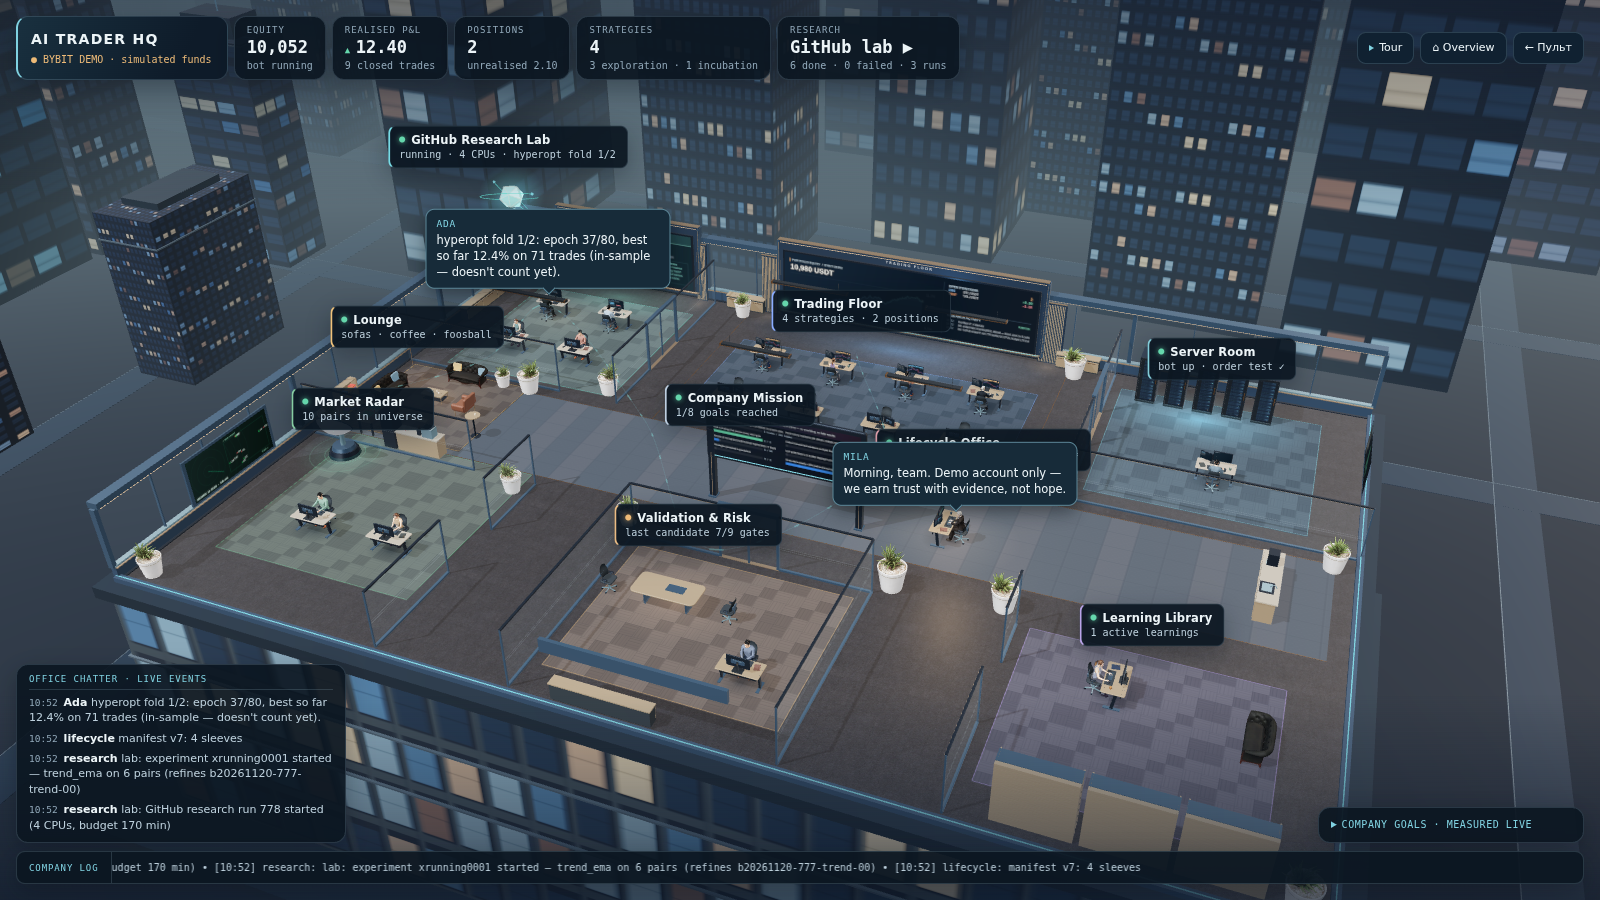 AI TRADER HQ
● BYBIT DEMO · simulated funds
EQUITY
10,052
bot running
REALISED P&L
▲ 12.40
9 closed trades
POSITIONS
2
unrealised 2.10
STRATEGIES
4
3 exploration · 1 incubation
RESEARCH
GitHub lab ▶
6 done · 0 failed · 3 runs
▶ Tour
⌂ Overview
← Пульт
GitHub Research Lab
running · 4 CPUs · hyperopt fold 1/2
ADA
hyperopt fold 1/2: epoch 37/80, best
so far 12.4% on 71 trades (in-sample
— doesn't count yet).
TRADING FLOOR
10,980 USDT
Lounge
sofas · coffee · foosball
Trading Floor
4 strategies · 2 positions
Server Room
bot up · order test ✓
Market Radar
10 pairs in universe
Company Mission
1/8 goals reached
Lifecycle Office
MILA
Morning, team. Demo account only —
we earn trust with evidence, not hope.
Validation & Risk
last candidate 7/9 gates
Learning Library
1 active learnings
OFFICE CHATTER · LIVE EVENTS
10:52 Ada hyperopt fold 1/2: epoch 37/80, best so far
12.4% on 71 trades (in-sample — doesn't count yet).
10:52 lifecycle manifest v7: 4 sleeves
10:52 research lab: experiment xrunning0001 started
— trend_ema on 6 pairs (refines b20261120-777-
trend-00)
10:52 research lab: GitHub research run 778 started
(4 CPUs, budget 170 min)
▶ COMPANY GOALS · MEASURED LIVE
COMPANY LOG
udget 170 min) • [10:52] research: lab: experiment xrunning0001 started — trend_ema on 6 pairs (refines b20261120-777-trend-00) • [10:52] lifecycle: manifest v7: 4 sleeves